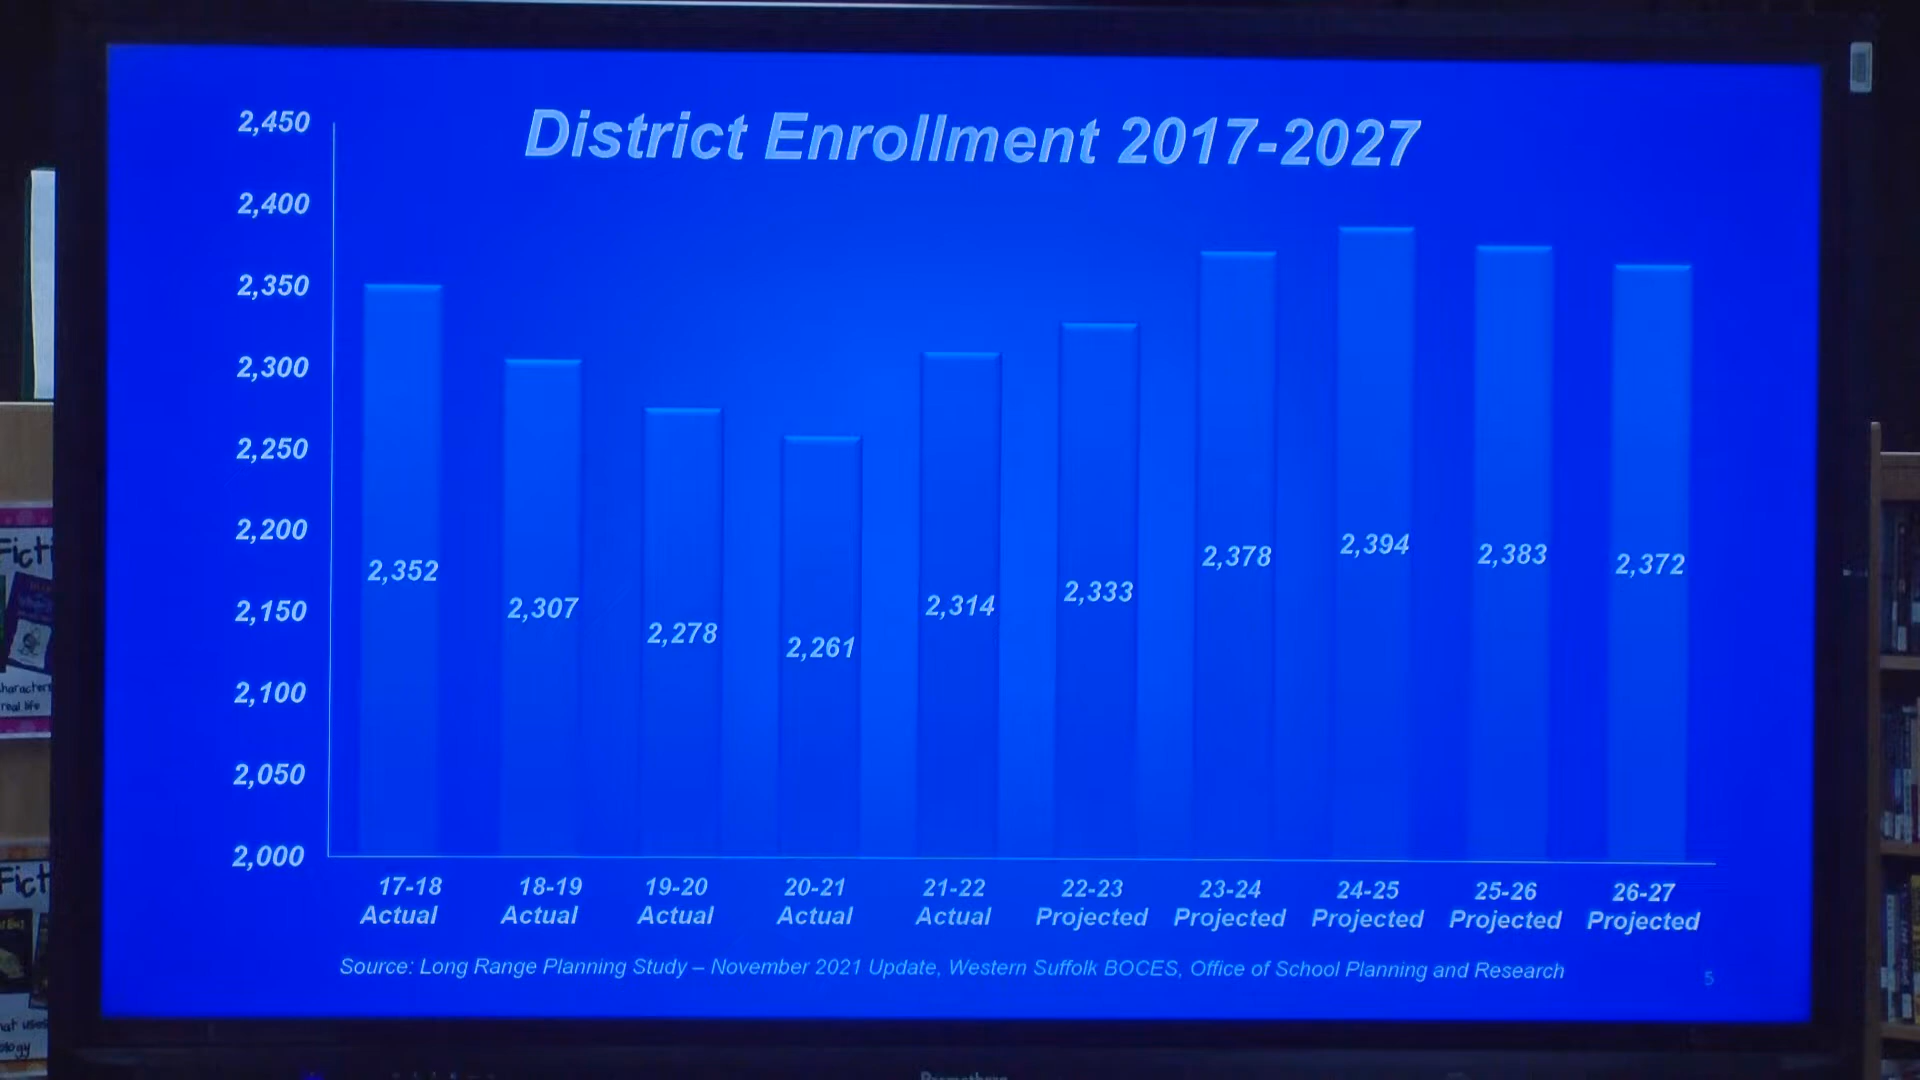 District Enrollment 2017-2027
2,450
2,400
2,350
2,300
2,250
2,200
2,150
2,100
2,050
2,000
2,352
2,307
2,278
2,261
2,314
2,333
2,378
2,394
2,383
2,372
17-18 Actual
18-19 Actual
19-20 Actual
20-21 Actual
21-22 Actual
22-23 Projected
23-24 Projected
24-25 Projected
25-26 Projected
26-27 Projected
Source: Long Range Planning Study – November 2021 Update, Western Suffolk BOCES, Office of School Planning and Research
5
real life